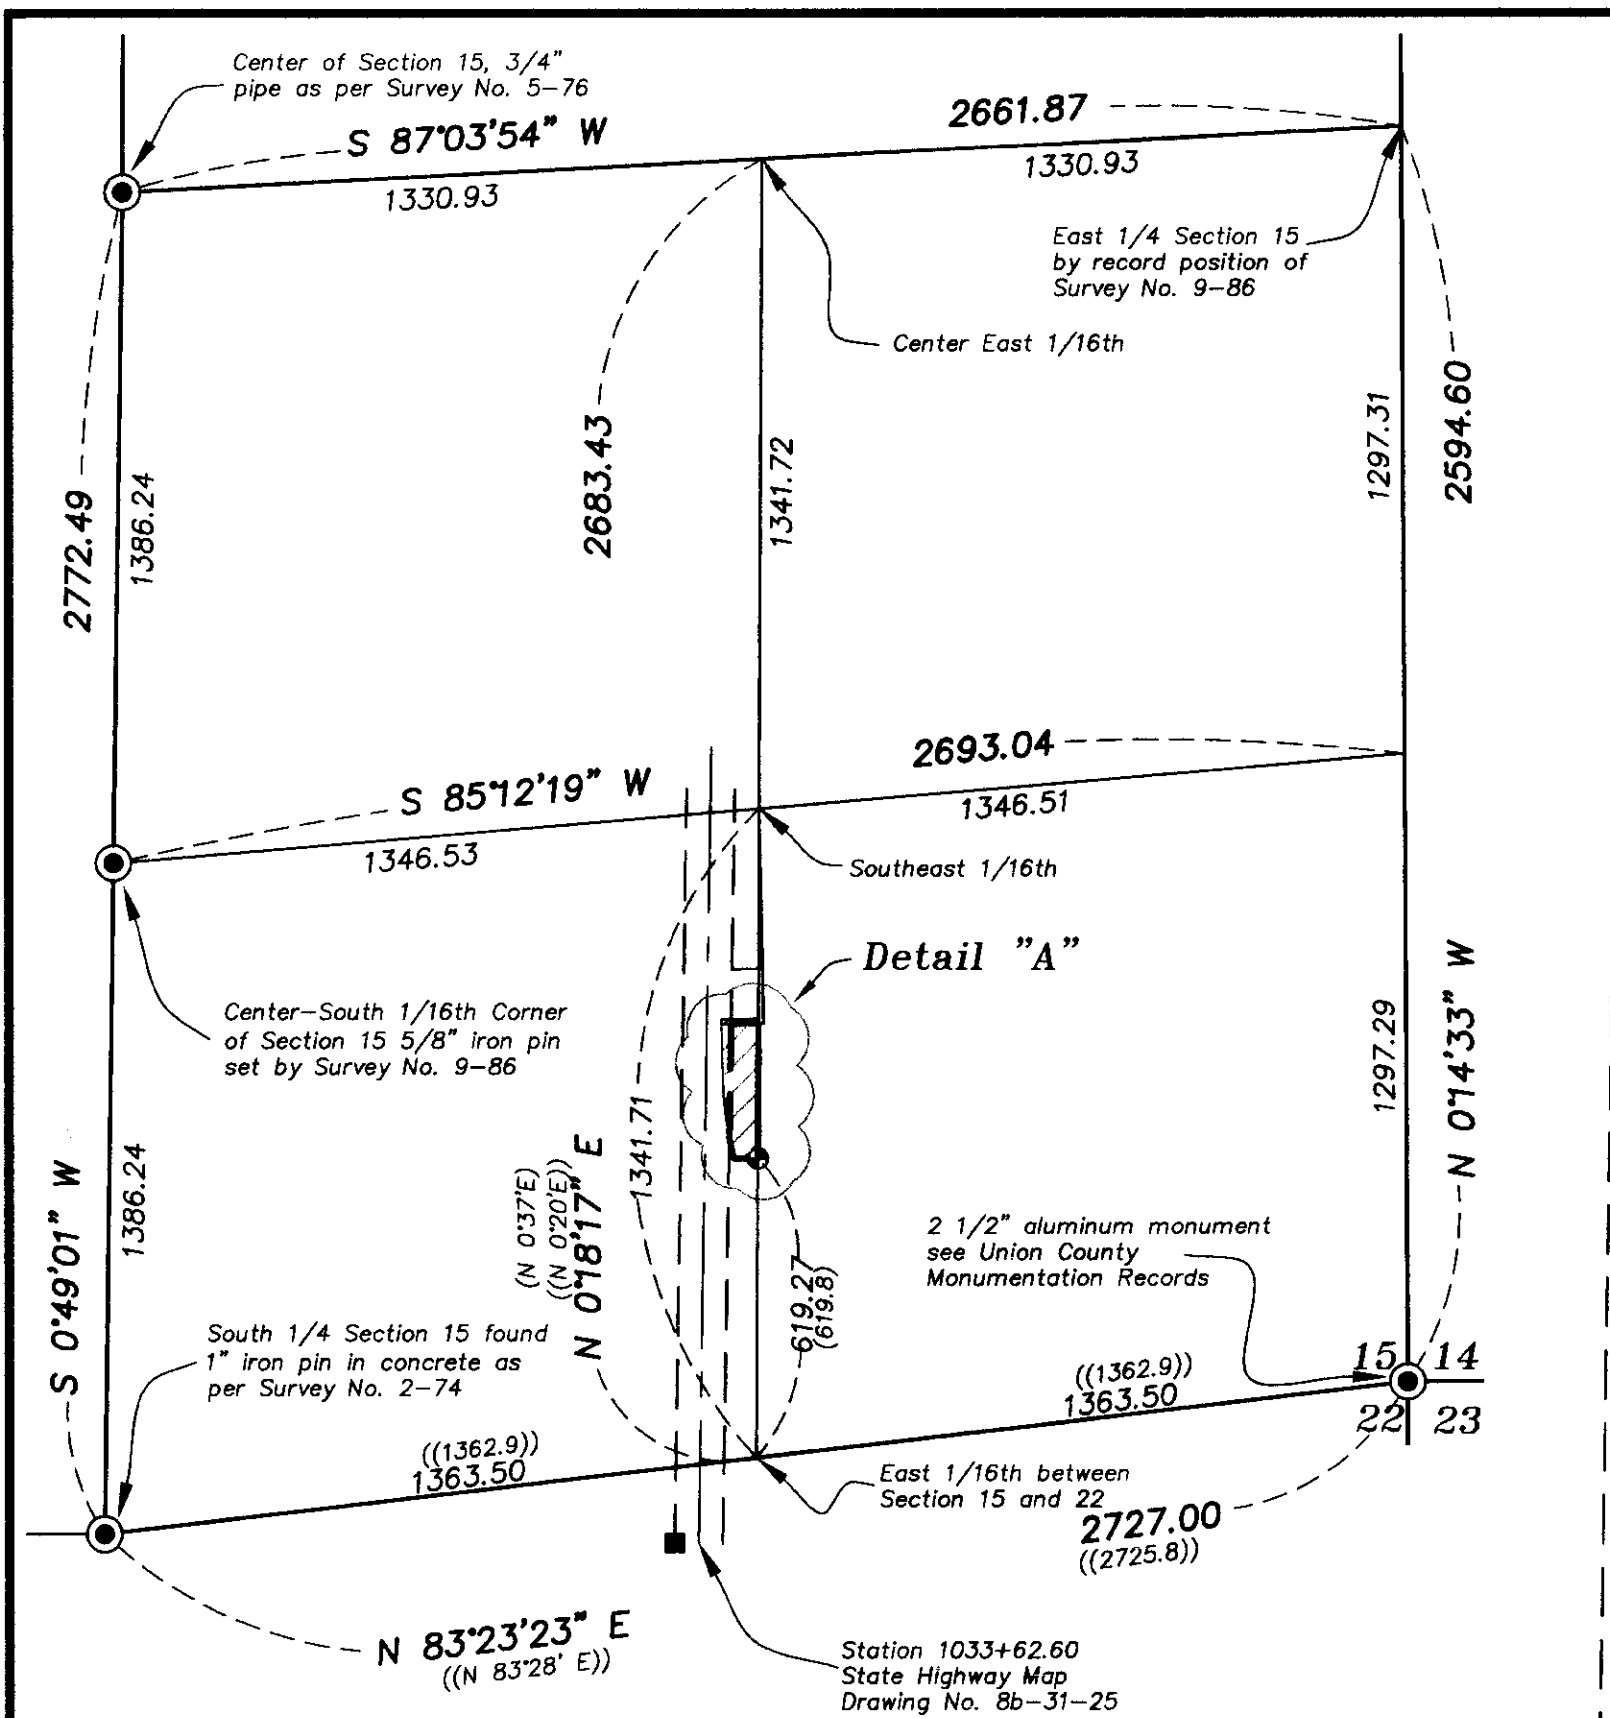 Center of Section 15, 3/4"
pipe as per Survey No. 5-76
S 87°03'54" W
2661.87
1330.93
1330.93
East 1/4 Section 15
by record position of
Survey No. 9-86
Center East 1/16th
2772.49
1386.24
2683.43
1341.72
1297.31
2594.60
S 85°12'19" W
2693.04
1346.53
1346.51
Southeast 1/16th
Detail "A"
Center-South 1/16th Corner
of Section 15 5/8" iron pin
set by Survey No. 9-86
S 0°49'01" W
1386.24
(N 0°37'E)
((N 0°20'E))
N 0°18'17" E
1341.71
619.27
(619.8)
1297.29
N 0°14'33" W
2 1/2" aluminum monument
see Union County
Monumentation Records
South 1/4 Section 15 found
1" iron pin in concrete as
per Survey No. 2-74
15 14
22 23
((1362.9))
1363.50
((1362.9))
1363.50
East 1/16th between
Section 15 and 22
2727.00
((2725.8))
N 83°23'23" E
((N 83°28' E))
Station 1033+62.60
State Highway Map
Drawing No. 8b-31-25